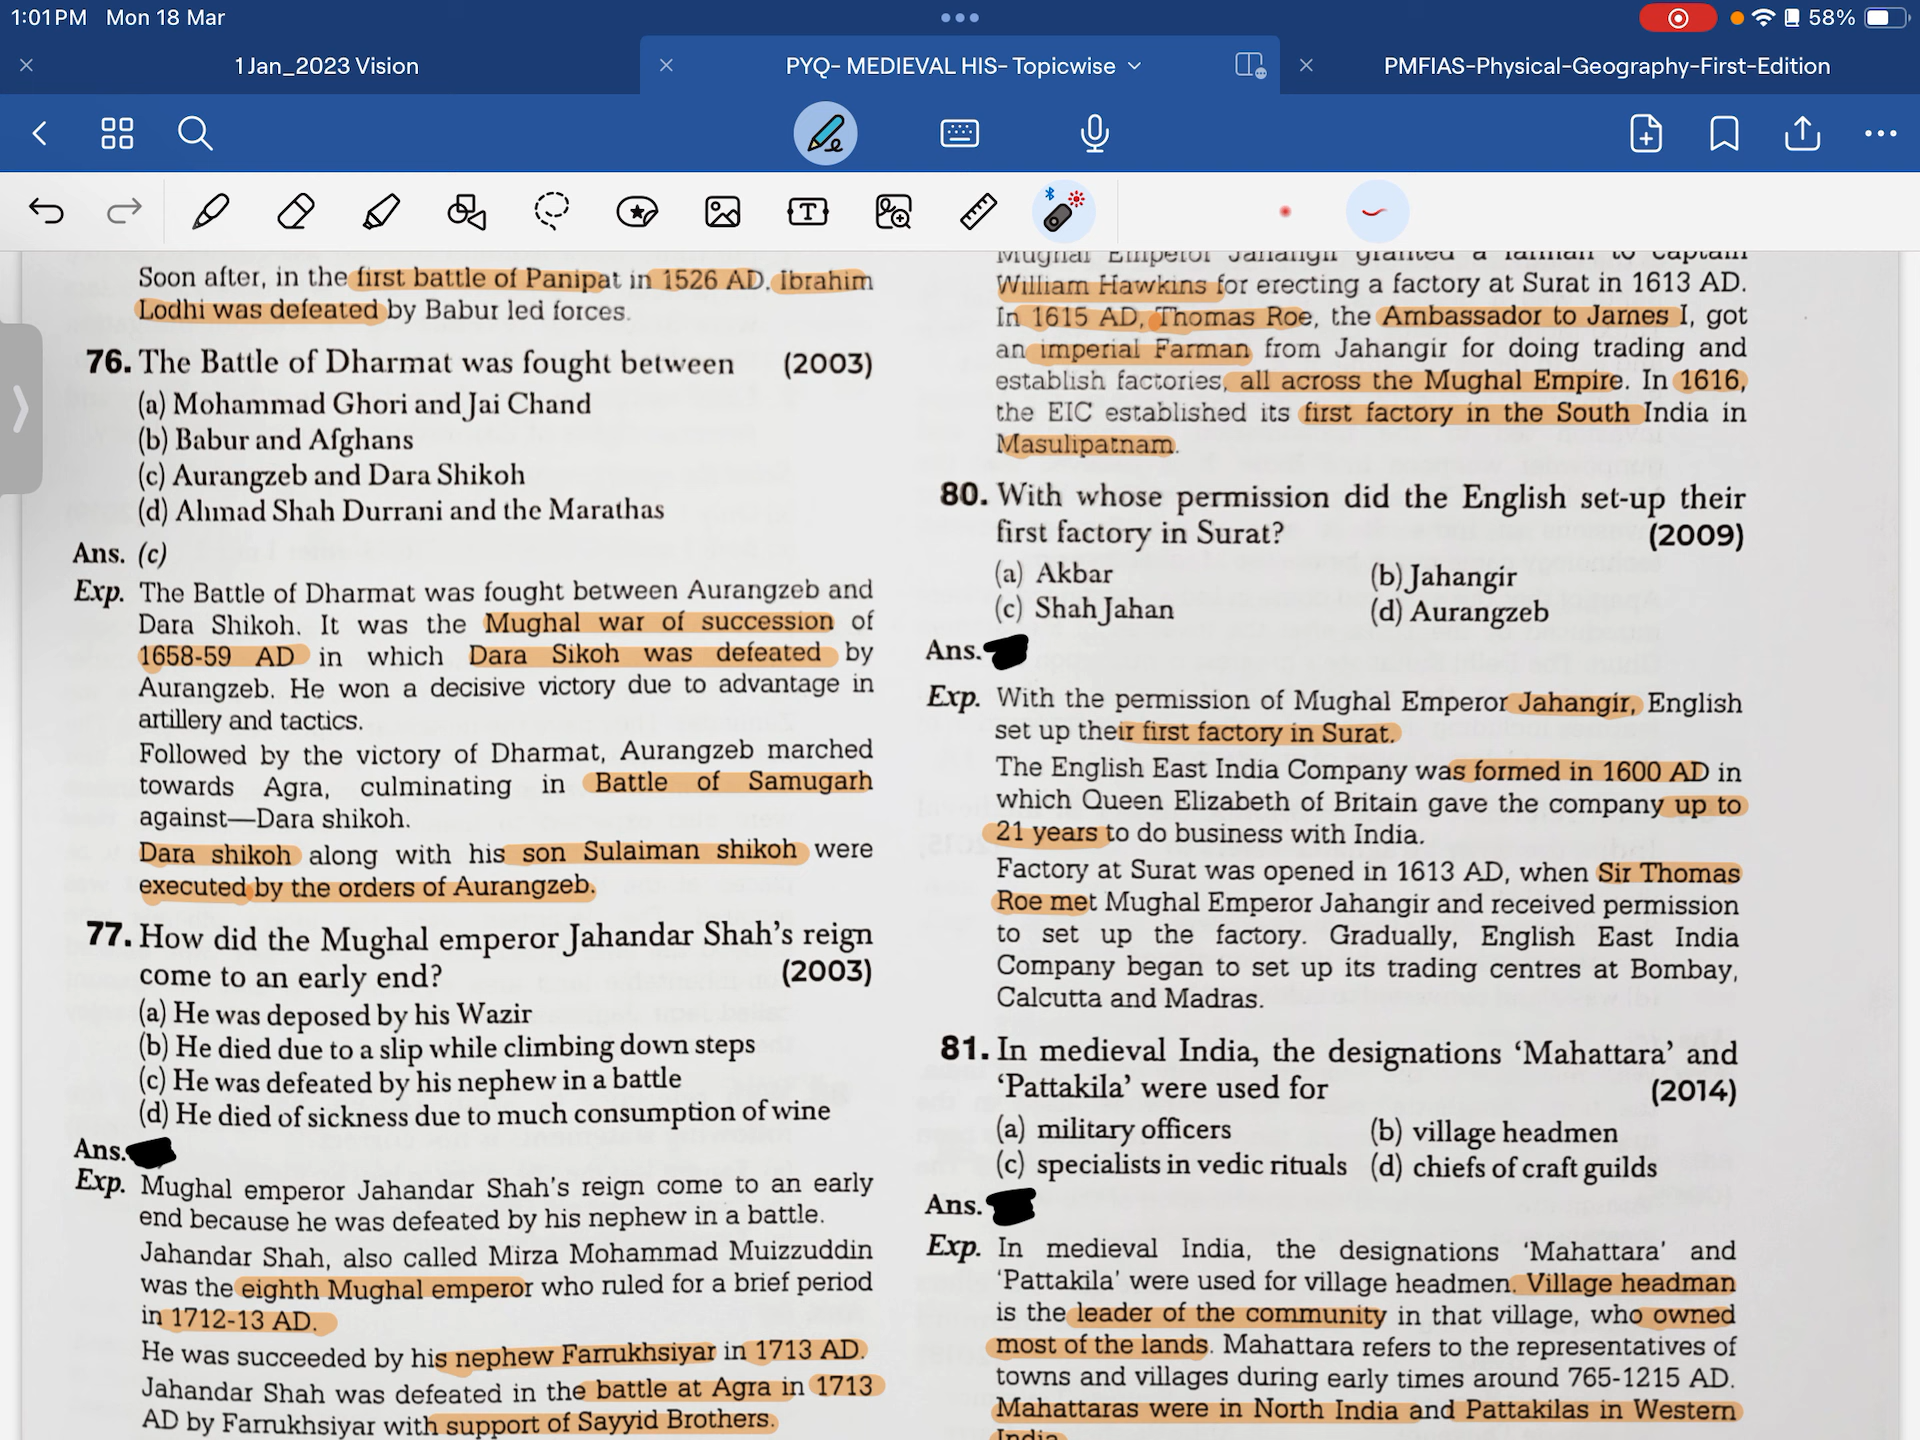 1:01PM Mon 18 Mar
58%
1Jan_2023 Vision
PYQ- MEDIEVAL HIS- Topicwise
PMFIAS-Physical-Geography-First-Edition
Soon after, in the first battle of Panipat in 1526 AD. Ibrahim
Lodhi was defeated by Babur led forces.
76. The Battle of Dharmat was fought between (2003)
(a) Mohammad Ghori and Jai Chand
(b) Babur and Afghans
(c) Aurangzeb and Dara Shikoh
(d) Ahmad Shah Durrani and the Marathas
Ans. (c)
Exp. The Battle of Dharmat was fought between Aurangzeb and
Dara Shikoh. It was the Mughal war of succession of
1658-59 AD in which Dara Sikoh was defeated by
Aurangzeb. He won a decisive victory due to advantage in
artillery and tactics.
Followed by the victory of Dharmat, Aurangzeb marched
towards Agra, culminating in Battle of Samugarh
against—Dara shikoh.
Dara shikoh along with his son Sulaiman shikoh were
executed by the orders of Aurangzeb.
77. How did the Mughal emperor Jahandar Shah's reign
come to an early end? (2003)
(a) He was deposed by his Wazir
(b) He died due to a slip while climbing down steps
(c) He was defeated by his nephew in a battle
(d) He died of sickness due to much consumption of wine
Ans.
Exp. Mughal emperor Jahandar Shah's reign come to an early
end because he was defeated by his nephew in a battle.
Jahandar Shah, also called Mirza Mohammad Muizzuddin
was the eighth Mughal emperor who ruled for a brief period
in 1712-13 AD.
He was succeeded by his nephew Farrukhsiyar in 1713 AD.
Jahandar Shah was defeated in the battle at Agra in 1713
AD by Farrukhsiyar with support of Sayyid Brothers.
Mughal Emperor Jahangir granted a farman to Captain
William Hawkins for erecting a factory at Surat in 1613 AD.
In 1615 AD, Thomas Roe, the Ambassador to James I, got
an imperial Farman from Jahangir for doing trading and
establish factories, all across the Mughal Empire. In 1616,
the EIC established its first factory in the South India in
Masulipatnam.
80. With whose permission did the English set-up their
first factory in Surat? (2009)
(a) Akbar (b) Jahangir
(c) Shah Jahan (d) Aurangzeb
Ans.
Exp. With the permission of Mughal Emperor Jahangir, English
set up their first factory in Surat.
The English East India Company was formed in 1600 AD in
which Queen Elizabeth of Britain gave the company up to
21 years to do business with India.
Factory at Surat was opened in 1613 AD, when Sir Thomas
Roe met Mughal Emperor Jahangir and received permission
to set up the factory. Gradually, English East India
Company began to set up its trading centres at Bombay,
Calcutta and Madras.
81. In medieval India, the designations 'Mahattara' and
'Pattakila' were used for (2014)
(a) military officers (b) village headmen
(c) specialists in vedic rituals (d) chiefs of craft guilds
Ans.
Exp. In medieval India, the designations 'Mahattara' and
'Pattakila' were used for village headmen. Village headman
is the leader of the community in that village, who owned
most of the lands. Mahattara refers to the representatives of
towns and villages during early times around 765-1215 AD.
Mahattaras were in North India and Pattakilas in Western
India.